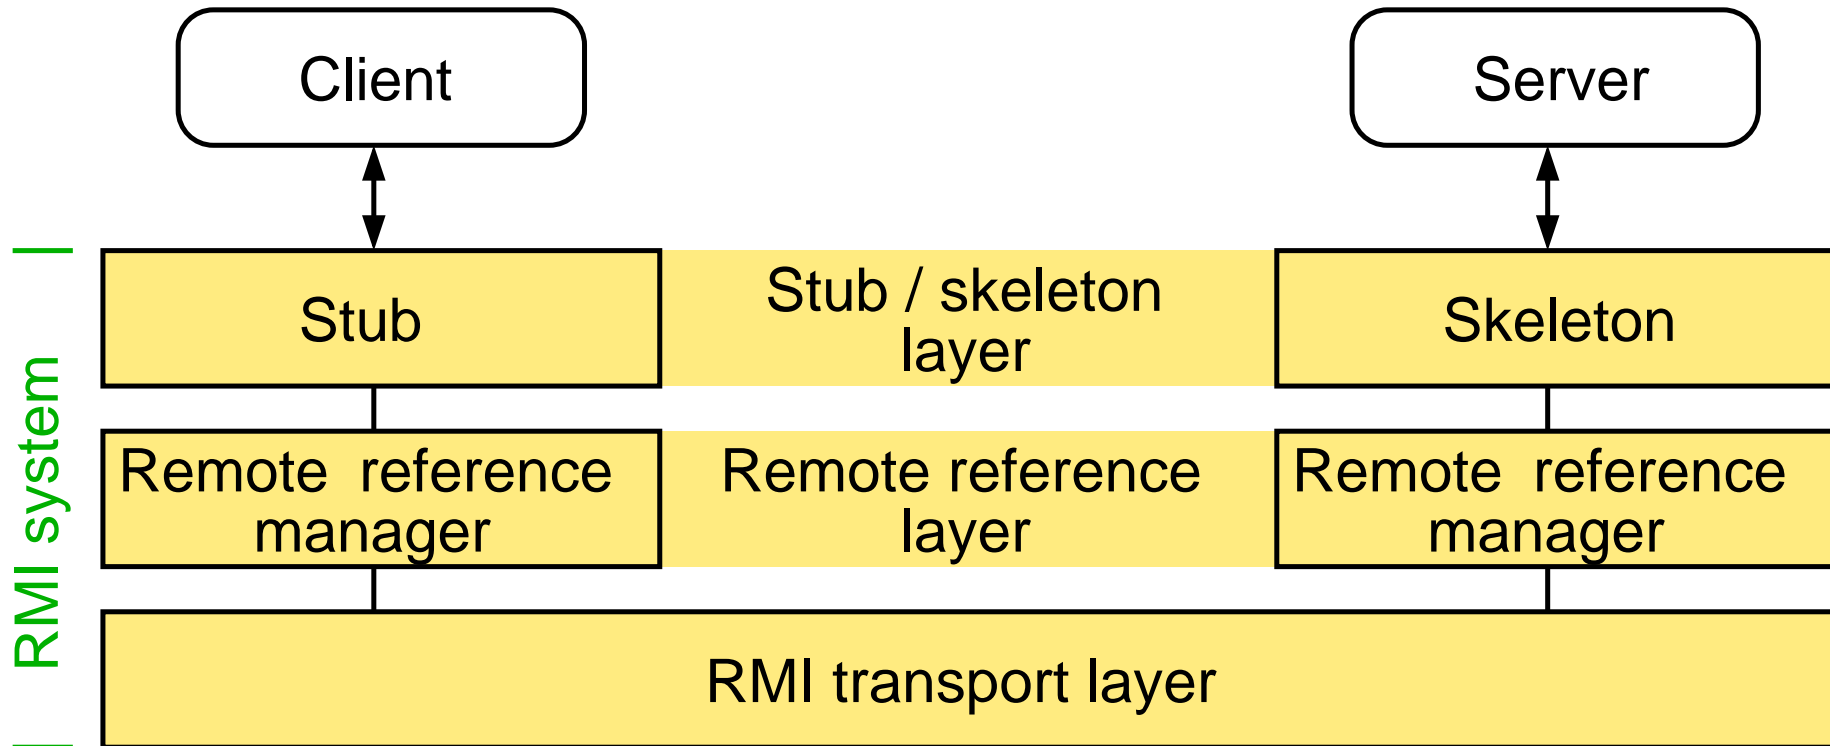 Client
Server
Stub
Stub / skeleton
layer
Skeleton
Remote reference
manager
Remote reference
layer
Remote reference
manager
RMI transport layer
RMI system